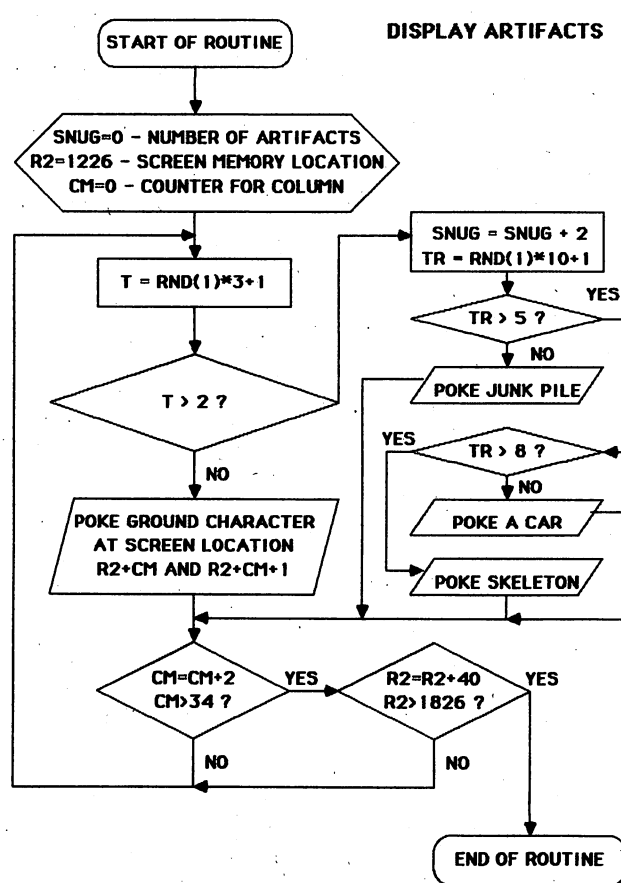 DISPLAY ARTIFACTS
START OF ROUTINE
SNUG=0 - NUMBER OF ARTIFACTS
R2=1226 - SCREEN MEMORY LOCATION
CM=0 - COUNTER FOR COLUMN
T = RND(1)*3+1
T > 2 ?
NO
POKE GROUND CHARACTER
AT SCREEN LOCATION
R2+CM AND R2+CM+1
SNUG = SNUG + 2
TR = RND(1)*10+1
YES
TR > 5 ?
NO
POKE JUNK PILE
YES
TR > 8 ?
NO
POKE A CAR
POKE SKELETON
CM=CM+2
CM>34 ?
YES
NO
R2=R2+40
R2>1826 ?
YES
NO
END OF ROUTINE